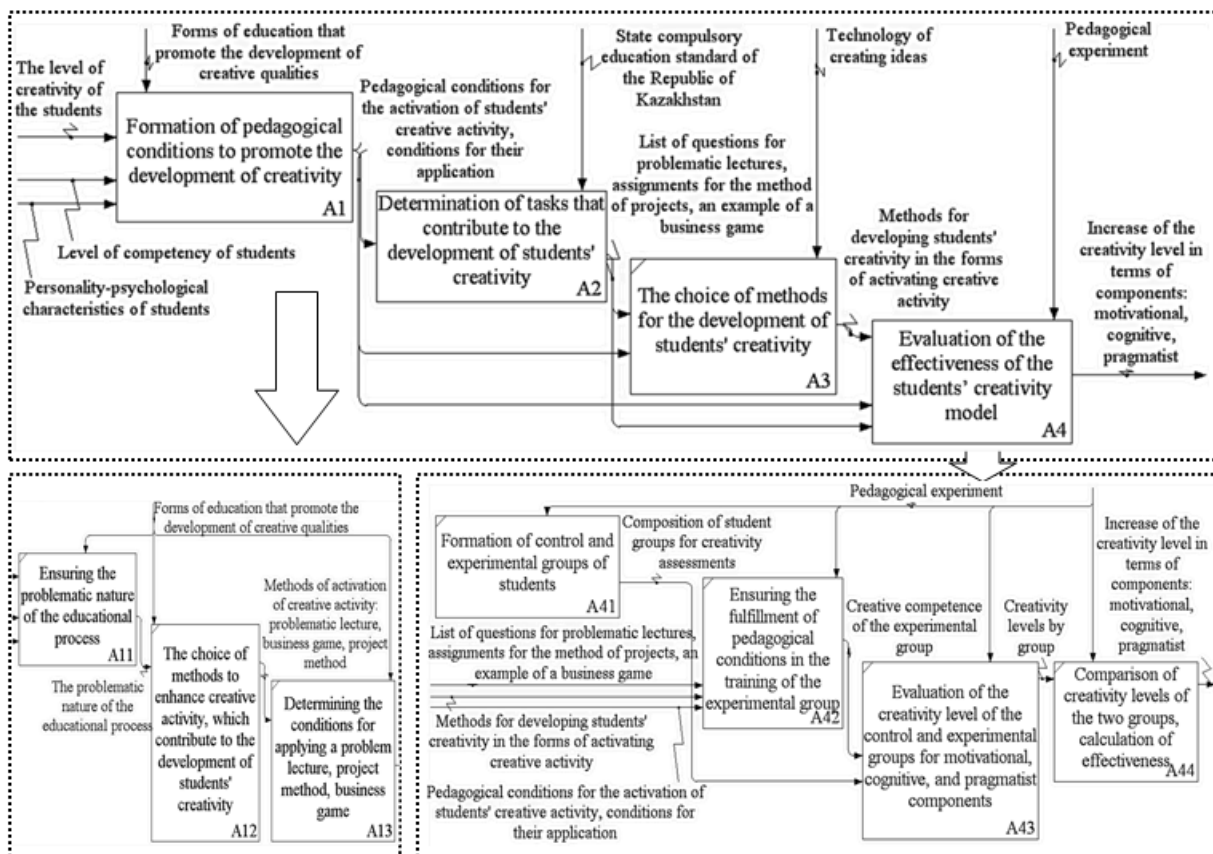 Forms of education that
promote the development of
creative qualities
The level of
creativity of
the students
Formation of pedagogical
conditions to promote the
development of creativity
A1
Level of competency of students
Personality-psychological
characteristics of students
Pedagogical conditions for
the activation of students'
creative activity,
conditions for their
application
State compulsory
education standard of
the Republic of
Kazakhstan
Determination of tasks that
contribute to the
development of students'
creativity
A2
List of questions for
problematic lectures,
assignments for the method
of projects, an example of a
business game
Technology of
creating ideas
The choice of methods
for the development of
students' creativity
A3
Methods for
developing students'
creativity in the forms
of activating creative
activity
Pedagogical
experiment
Evaluation of the
effectiveness of the
students’ creativity
model
A4
Increase of the
creativity level in
terms of
components:
motivational,
cognitive,
pragmatist
Forms of education that promote the
development of creative qualities
Ensuring the
problematic nature
of the educational
process
A11
The problematic
nature of the
educational process
The choice of
methods to
enhance creative
activity, which
contribute to the
development of
students'
creativity
A12
Methods of activation
of creative activity:
problematic lecture,
business game, project
method
Determining the
conditions for
applying a problem
lecture, project
method, business
game
A13
Pedagogical experiment
Formation of control and
experimental groups of
students
A41
Composition of student
groups for creativity
assessments
List of questions for problematic lectures,
assignments for the method of projects, an
example of a business game
Methods for developing students'
creativity in the forms of activating
creative activity
Pedagogical conditions for the activation of
students' creative activity, conditions for
their application
Ensuring the
fulfillment of
pedagogical
conditions in the
training of the
experimental group
A42
Creative competence
of the experimental
group
Evaluation of the
creativity level of the
control and experimental
groups for motivational,
cognitive, and pragmatist
components
A43
Creativity
levels by
group
Comparison of
creativity levels of
the two groups,
calculation of
effectiveness
A44
Increase of the
creativity level in
terms of
components:
motivational,
cognitive,
pragmatist